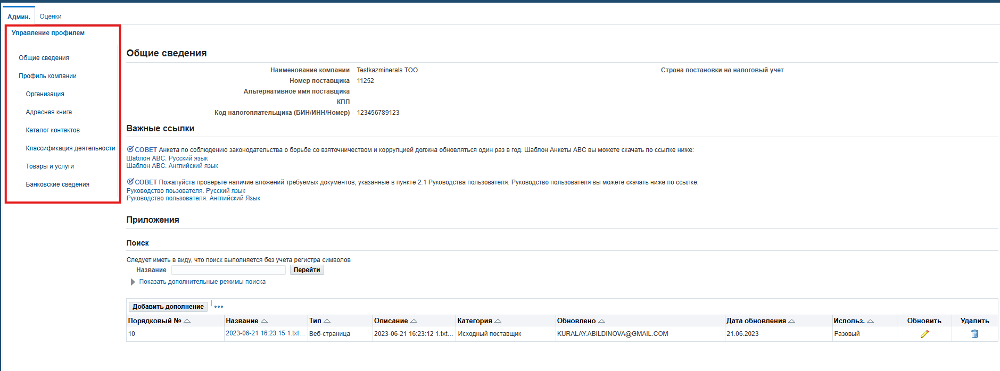 Админ.
Оценки
Управление профилем
Общие сведения
Профиль компании
Организация
Адресная книга
Каталог контактов
Классификация деятельности
Товары и услуги
Банковские сведения
Общие сведения
Наименование компании Testkazminerals ТОО
Страна постановки на налоговый учет
Номер поставщика 11252
Альтернативное имя поставщика
КПП
Код налогоплательщика (БИН/ИНН/Номер) 123456789123
Важные ссылки
СОВЕТ Анкета по соблюдению законодательства о борьбе со взяточничеством и коррупцией должна обновляться один раз в год. Шаблон Анкеты ABC вы можете скачать по ссылке ниже:
Шаблон ABC. Русский язык
Шаблон ABC. Английский язык
СОВЕТ Пожалуйста проверьте наличие вложений требуемых документов, указанные в пункте 2.1 Руководства пользователя. Руководство пользователя вы можете скачать ниже по ссылке:
Руководство поьзователя. Русский язык
Руководство пользователя. Английский Язык
Приложения
Поиск
Следует иметь в виду, что поиск выполняется без учета регистра символов
Название
Перейти
Показать дополнительные режимы поиска
Добавить дополнение | ...
Порядковый № Название Тип Описание Категория Обновлено Дата обновления Использ. Обновить Удалить
10 2023-06-21 16:23:15 1.txt... Веб-страница 2023-06-21 16:23:12 1.txt... Исходный поставщик KURALAY.ABILDINOVA@GMAIL.COM 21.06.2023 Разовый